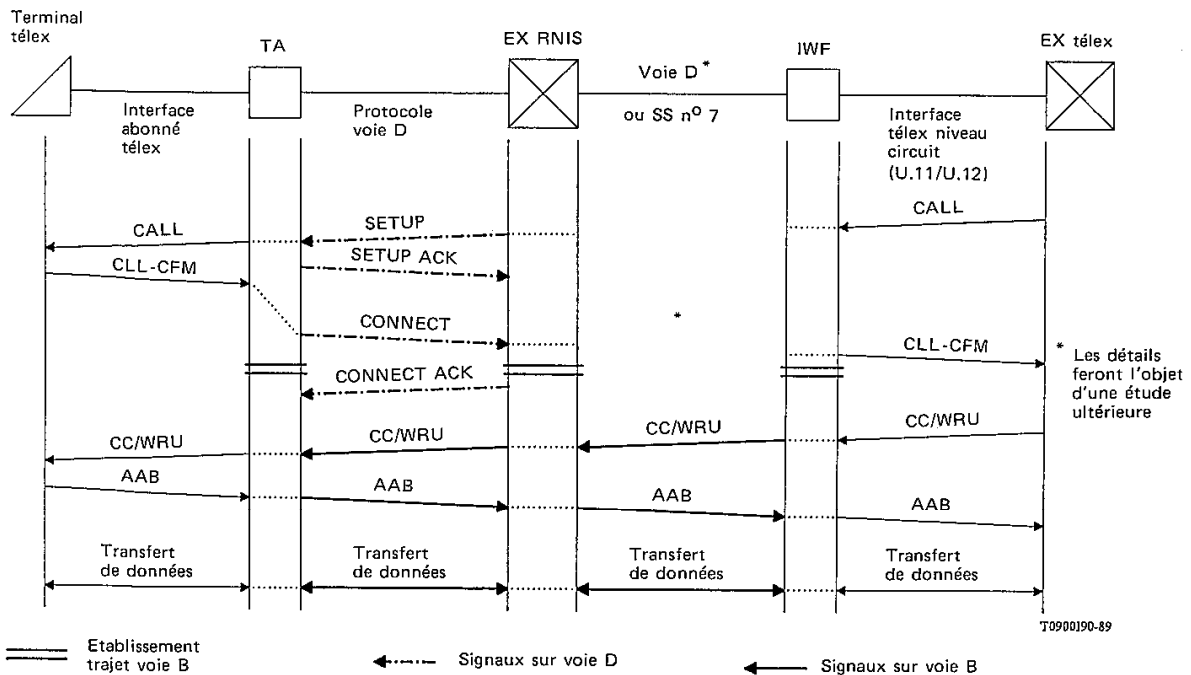 Terminal
télex
TA
EX RNIS
IWF
EX télex
Interface
abonné
télex
Protocole
voie D
Voie D*
ou SS nº 7
Interface
télex niveau
circuit
(U.11/U.12)
CALL
SETUP
CALL
SETUP ACK
CLL-CFM
CONNECT
*
CLL-CFM
CONNECT ACK
* Les détails
feront l'objet
d'une étude
ultérieure
CC/WRU
CC/WRU
CC/WRU
CC/WRU
AAB
AAB
AAB
AAB
Transfert
de données
Transfert
de données
Transfert
de données
Transfert
de données
T0900J90-89
Etablissement
trajet voie B
Signaux sur voie D
Signaux sur voie B